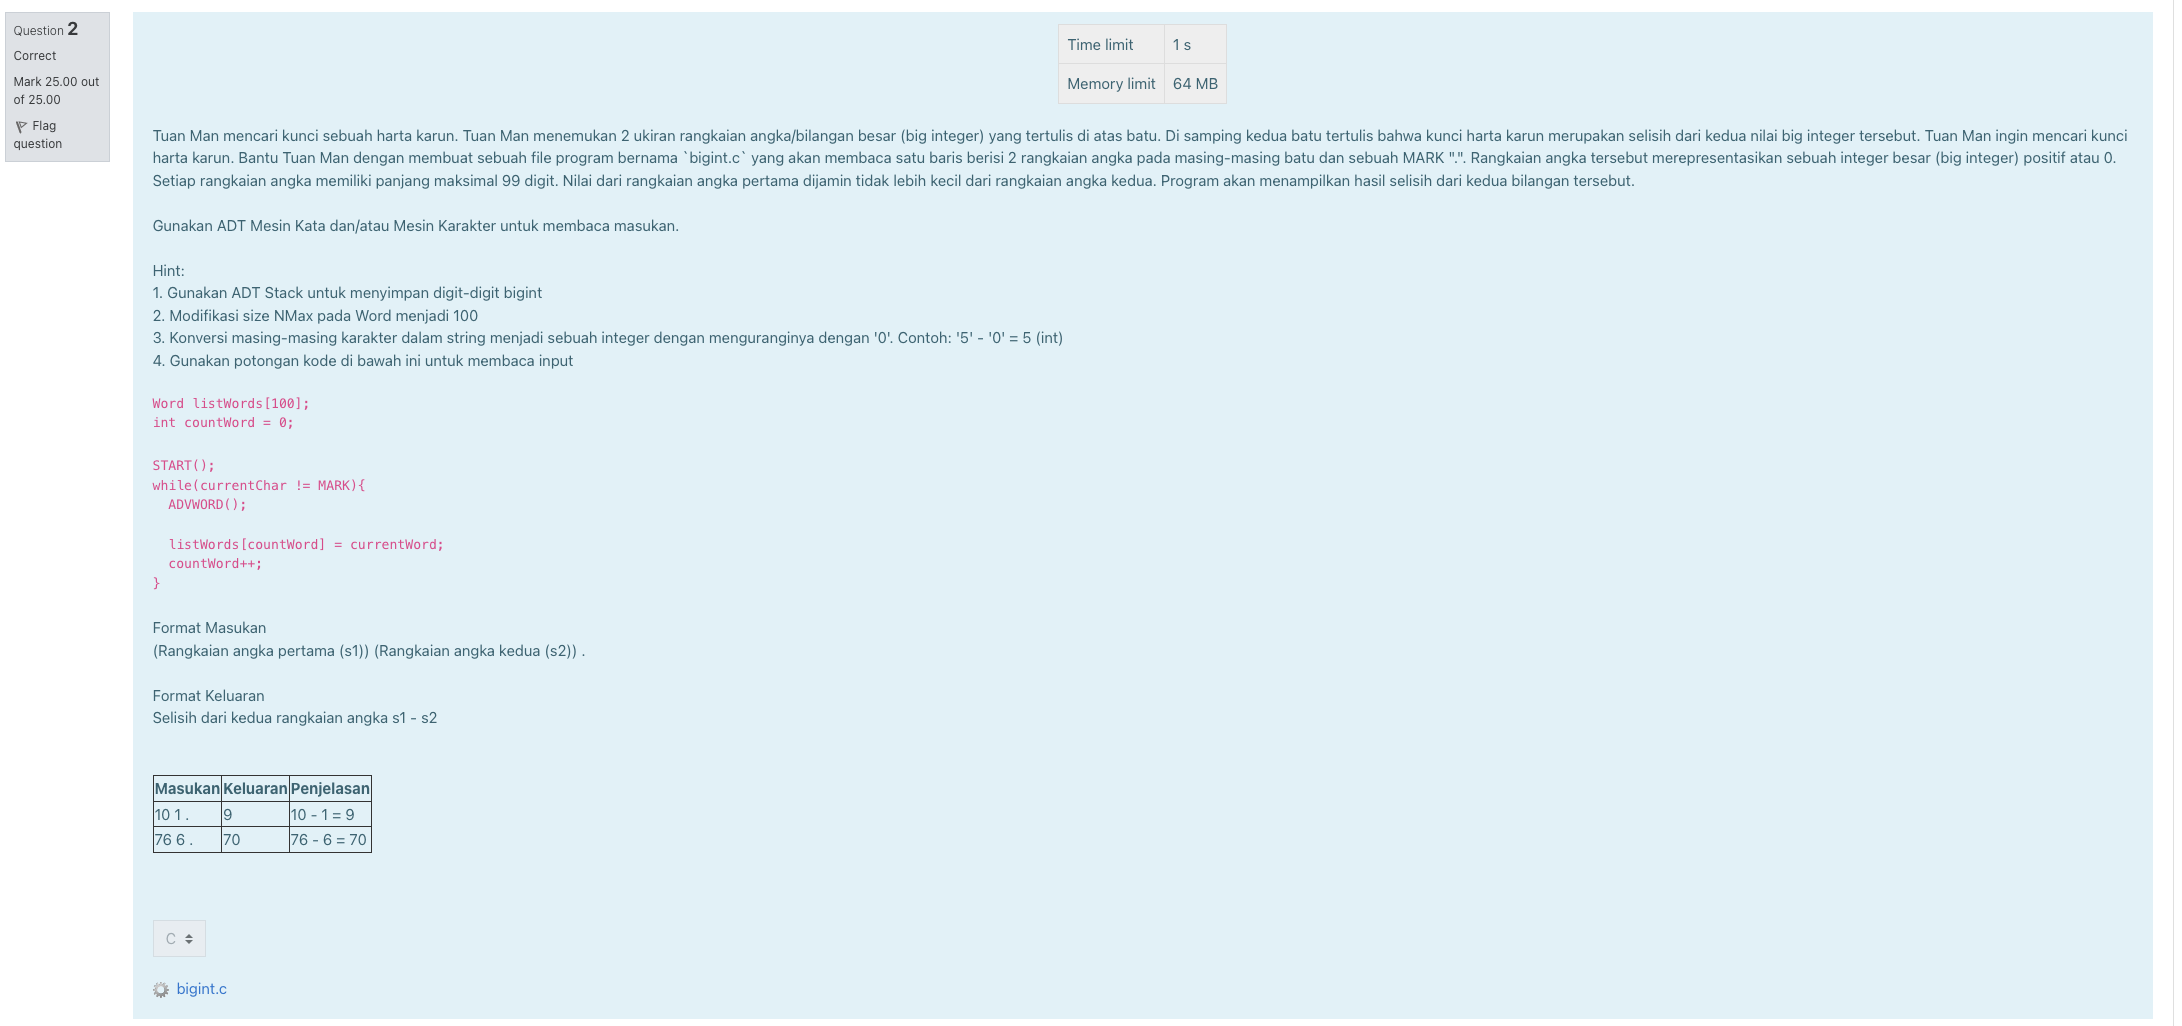 Question 2
Correct
Mark 25.00 out
of 25.00
Flag
question
Time limit 1 s
Memory limit 64 MB
Tuan Man mencari kunci sebuah harta karun. Tuan Man menemukan 2 ukiran rangkaian angka/bilangan besar (big integer) yang tertulis di atas batu. Di samping kedua batu tertulis bahwa kunci harta karun merupakan selisih dari kedua nilai big integer tersebut. Tuan Man ingin mencari kunci
harta karun. Bantu Tuan Man dengan membuat sebuah file program bernama `bigint.c` yang akan membaca satu baris berisi 2 rangkaian angka pada masing-masing batu dan sebuah MARK ".". Rangkaian angka tersebut merepresentasikan sebuah integer besar (big integer) positif atau 0.
Setiap rangkaian angka memiliki panjang maksimal 99 digit. Nilai dari rangkaian angka pertama dijamin tidak lebih kecil dari rangkaian angka kedua. Program akan menampilkan hasil selisih dari kedua bilangan tersebut.
Gunakan ADT Mesin Kata dan/atau Mesin Karakter untuk membaca masukan.
Hint:
1. Gunakan ADT Stack untuk menyimpan digit-digit bigint
2. Modifikasi size NMax pada Word menjadi 100
3. Konversi masing-masing karakter dalam string menjadi sebuah integer dengan menguranginya dengan '0'. Contoh: '5' - '0' = 5 (int)
4. Gunakan potongan kode di bawah ini untuk membaca input
Word listWords[100];
int countWord = 0;
START();
while(currentChar != MARK){
  ADVWORD();
  listWords[countWord] = currentWord;
  countWord++;
}
Format Masukan
(Rangkaian angka pertama (s1)) (Rangkaian angka kedua (s2)) .
Format Keluaran
Selisih dari kedua rangkaian angka s1 - s2
Masukan Keluaran Penjelasan
10 1 . 9 10 - 1 = 9
76 6 . 70 76 - 6 = 70
C
bigint.c